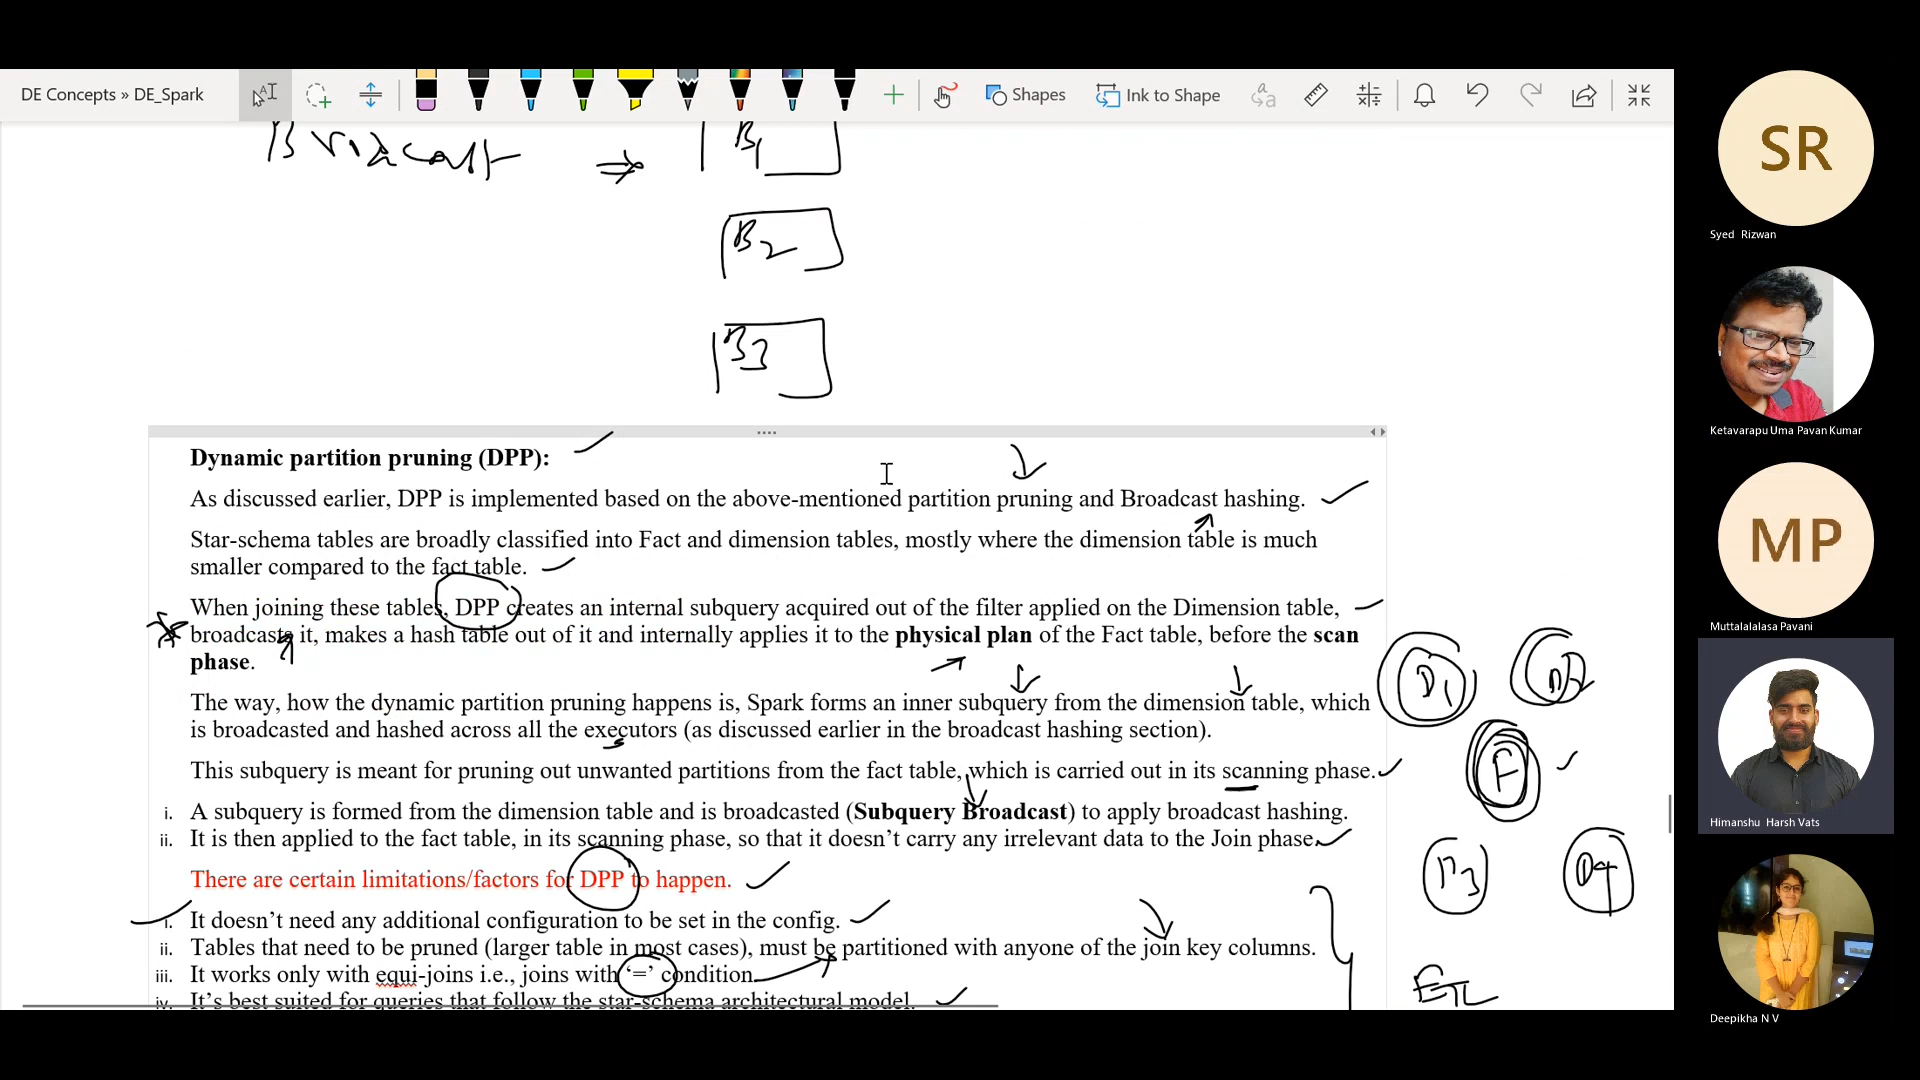 DE Concepts » DE_Spark
Shapes
Ink to Shape
Broadcast ⇒ B1
B2
B3
Dynamic partition pruning (DPP):
As discussed earlier, DPP is implemented based on the above-mentioned partition pruning and Broadcast hashing.
Star-schema tables are broadly classified into Fact and dimension tables, mostly where the dimension table is much
smaller compared to the fact table.
When joining these tables, DPP creates an internal subquery acquired out of the filter applied on the Dimension table,
broadcasts it, makes a hash table out of it and internally applies it to the physical plan of the Fact table, before the scan
phase.
The way, how the dynamic partition pruning happens is, Spark forms an inner subquery from the dimension table, which
is broadcasted and hashed across all the executors (as discussed earlier in the broadcast hashing section).
This subquery is meant for pruning out unwanted partitions from the fact table, which is carried out in its scanning phase.
i. A subquery is formed from the dimension table and is broadcasted (Subquery Broadcast) to apply broadcast hashing.
ii. It is then applied to the fact table, in its scanning phase, so that it doesn’t carry any irrelevant data to the Join phase.
There are certain limitations/factors for DPP to happen.
i. It doesn’t need any additional configuration to be set in the config.
ii. Tables that need to be pruned (larger table in most cases), must be partitioned with anyone of the join key columns.
iii. It works only with equi-joins i.e., joins with ‘=’ condition.
iv. It’s best suited for queries that follow the star-schema architectural model.
D1 D2
F
D3 D4
ETL
SR
Syed Rizwan
Ketavarapu Uma Pavan Kumar
MP
Muttalalalasa Pavani
Himanshu Harsh Vats
Deepikha N V